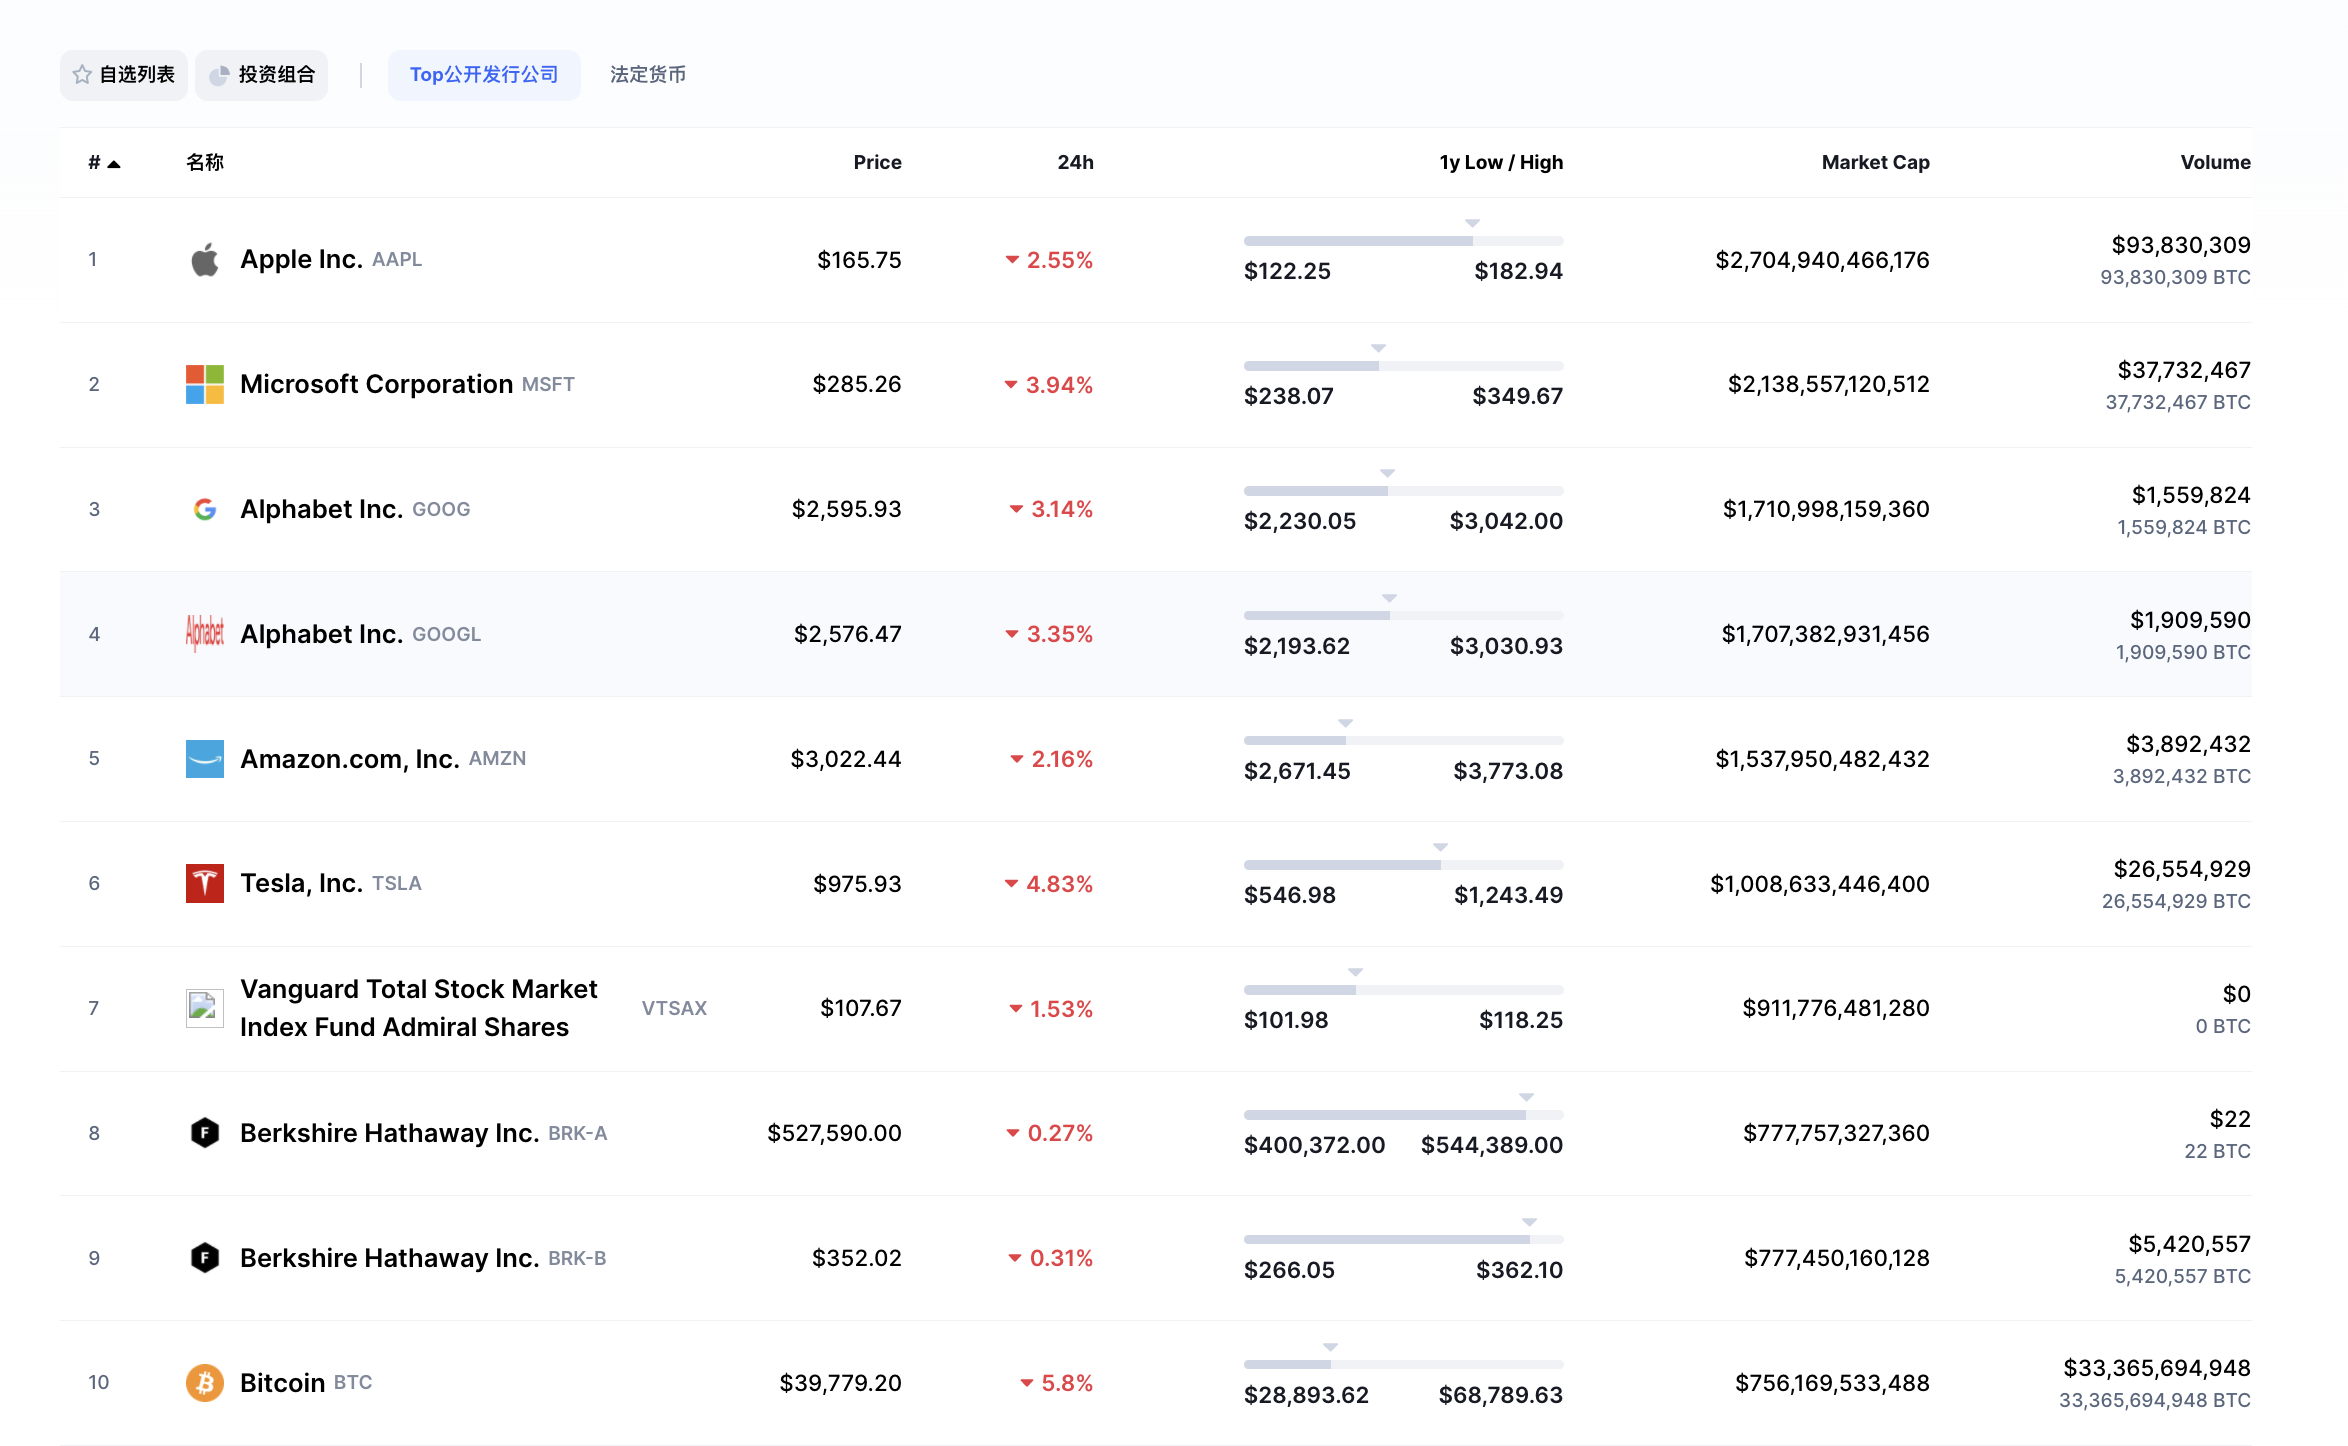 自选列表 投资组合 Top公开发行公司 法定货币
# 名称 Price 24h 1y Low / High Market Cap Volume
1 Apple Inc. AAPL $165.75 2.55% $122.25 $182.94 $2,704,940,466,176 $93,830,309
93,830,309 BTC
2 Microsoft Corporation MSFT $285.26 3.94% $238.07 $349.67 $2,138,557,120,512 $37,732,467
37,732,467 BTC
3 Alphabet Inc. GOOG $2,595.93 3.14% $2,230.05 $3,042.00 $1,710,998,159,360 $1,559,824
1,559,824 BTC
4 Alphabet Alphabet Inc. GOOGL $2,576.47 3.35% $2,193.62 $3,030.93 $1,707,382,931,456 $1,909,590
1,909,590 BTC
5 Amazon.com, Inc. AMZN $3,022.44 2.16% $2,671.45 $3,773.08 $1,537,950,482,432 $3,892,432
3,892,432 BTC
6 Tesla, Inc. TSLA $975.93 4.83% $546.98 $1,243.49 $1,008,633,446,400 $26,554,929
26,554,929 BTC
7 Vanguard Total Stock Market
Index Fund Admiral Shares VTSAX $107.67 1.53% $101.98 $118.25 $911,776,481,280 $0
0 BTC
8 F Berkshire Hathaway Inc. BRK-A $527,590.00 0.27% $400,372.00 $544,389.00 $777,757,327,360 $22
22 BTC
9 F Berkshire Hathaway Inc. BRK-B $352.02 0.31% $266.05 $362.10 $777,450,160,128 $5,420,557
5,420,557 BTC
10 Bitcoin BTC $39,779.20 5.8% $28,893.62 $68,789.63 $756,169,533,488 $33,365,694,948
33,365,694,948 BTC